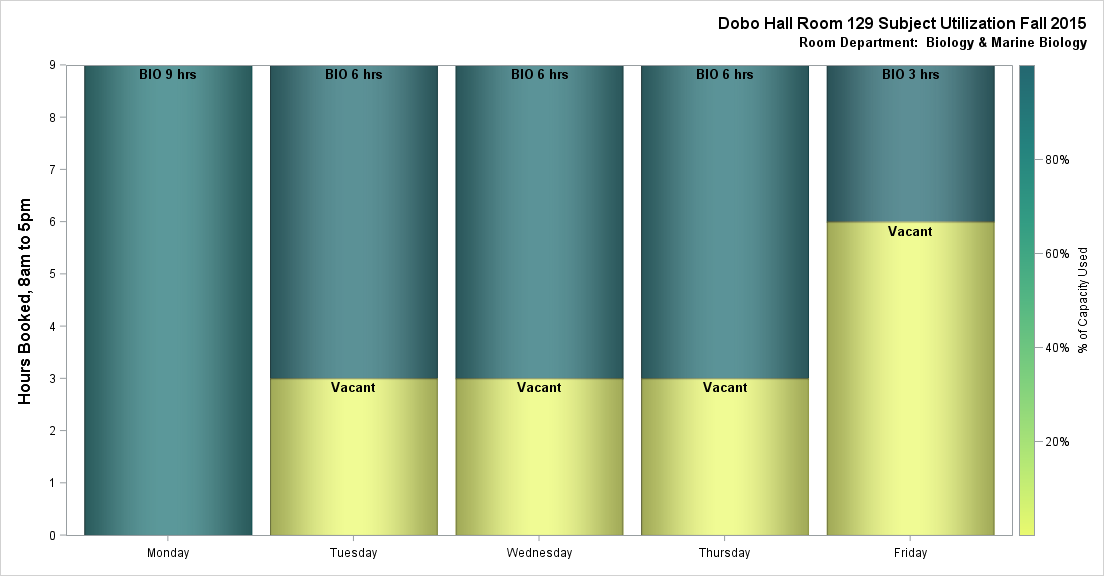 Dobo Hall Room 129 Subject Utilization Fall 2015
Room Department:  Biology & Marine Biology
Hours Booked, 8am to 5pm
9
8
7
6
5
4
3
2
1
0
BIO 9 hrs
BIO 6 hrs
BIO 6 hrs
BIO 6 hrs
BIO 3 hrs
Vacant
Vacant
Vacant
Vacant
Monday
Tuesday
Wednesday
Thursday
Friday
80%
60%
40%
20%
% of Capacity Used